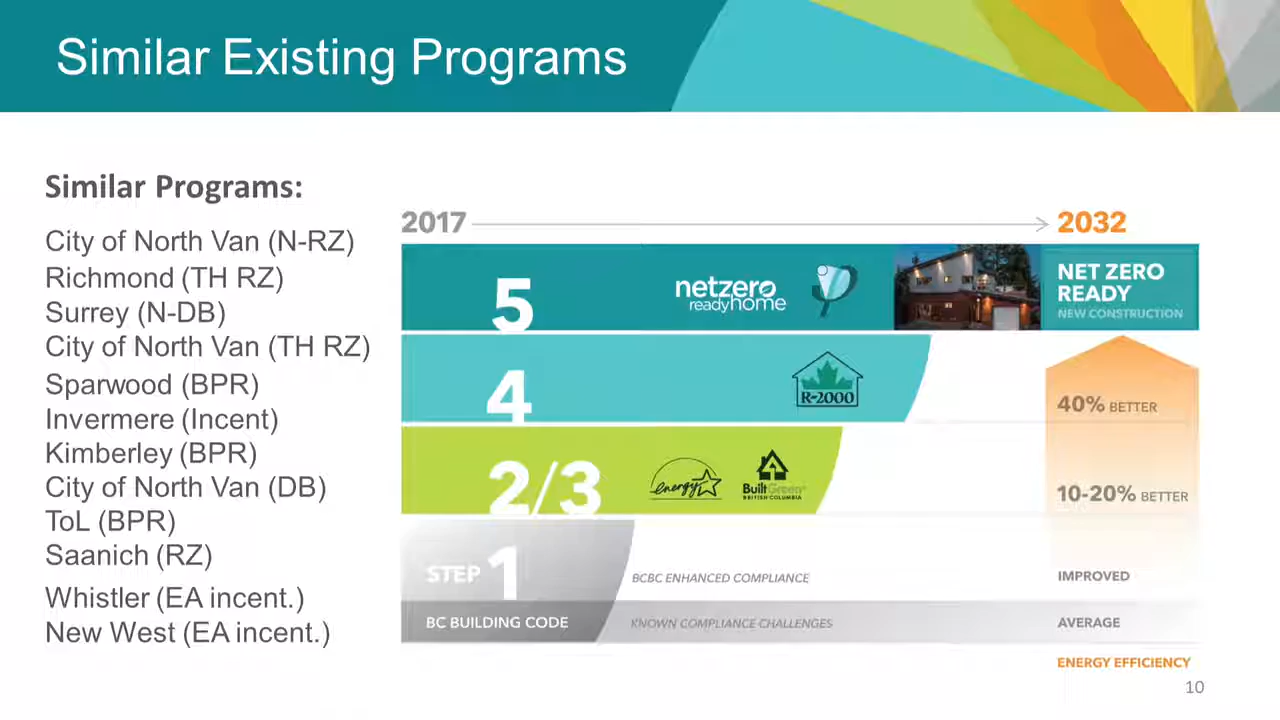 Similar Existing Programs
Similar Programs:
City of North Van (N-RZ)
Richmond (TH RZ)
Surrey (N-DB)
City of North Van (TH RZ)
Sparwood (BPR)
Invermere (Incent)
Kimberley (BPR)
City of North Van (DB)
ToL (BPR)
Saanich (RZ)
Whistler (EA incent.)
New West (EA incent.)
2017
2032
5
netzero
readyhome
NET ZERO
READY
NEW CONSTRUCTION
4
R-2000
40% BETTER
2/3
energy
Built Green
BRITISH COLUMBIA
10-20% BETTER
STEP 1
BCBC ENHANCED COMPLIANCE
IMPROVED
BC BUILDING CODE
KNOWN COMPLIANCE CHALLENGES
AVERAGE
ENERGY EFFICIENCY
10